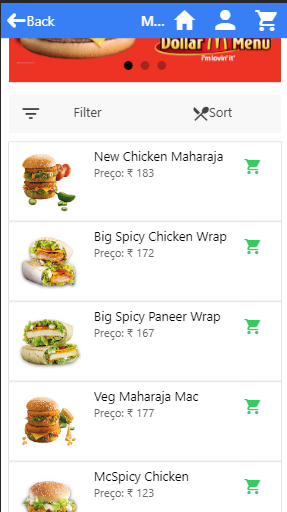 Back
M...
Dollar M Menu
i'm lovin' it
Filter
Sort
New Chicken Maharaja
Preço: ₹ 183
Big Spicy Chicken Wrap
Preço: ₹ 172
Big Spicy Paneer Wrap
Preço: ₹ 167
Veg Maharaja Mac
Preço: ₹ 177
McSpicy Chicken
Preço: ₹ 123